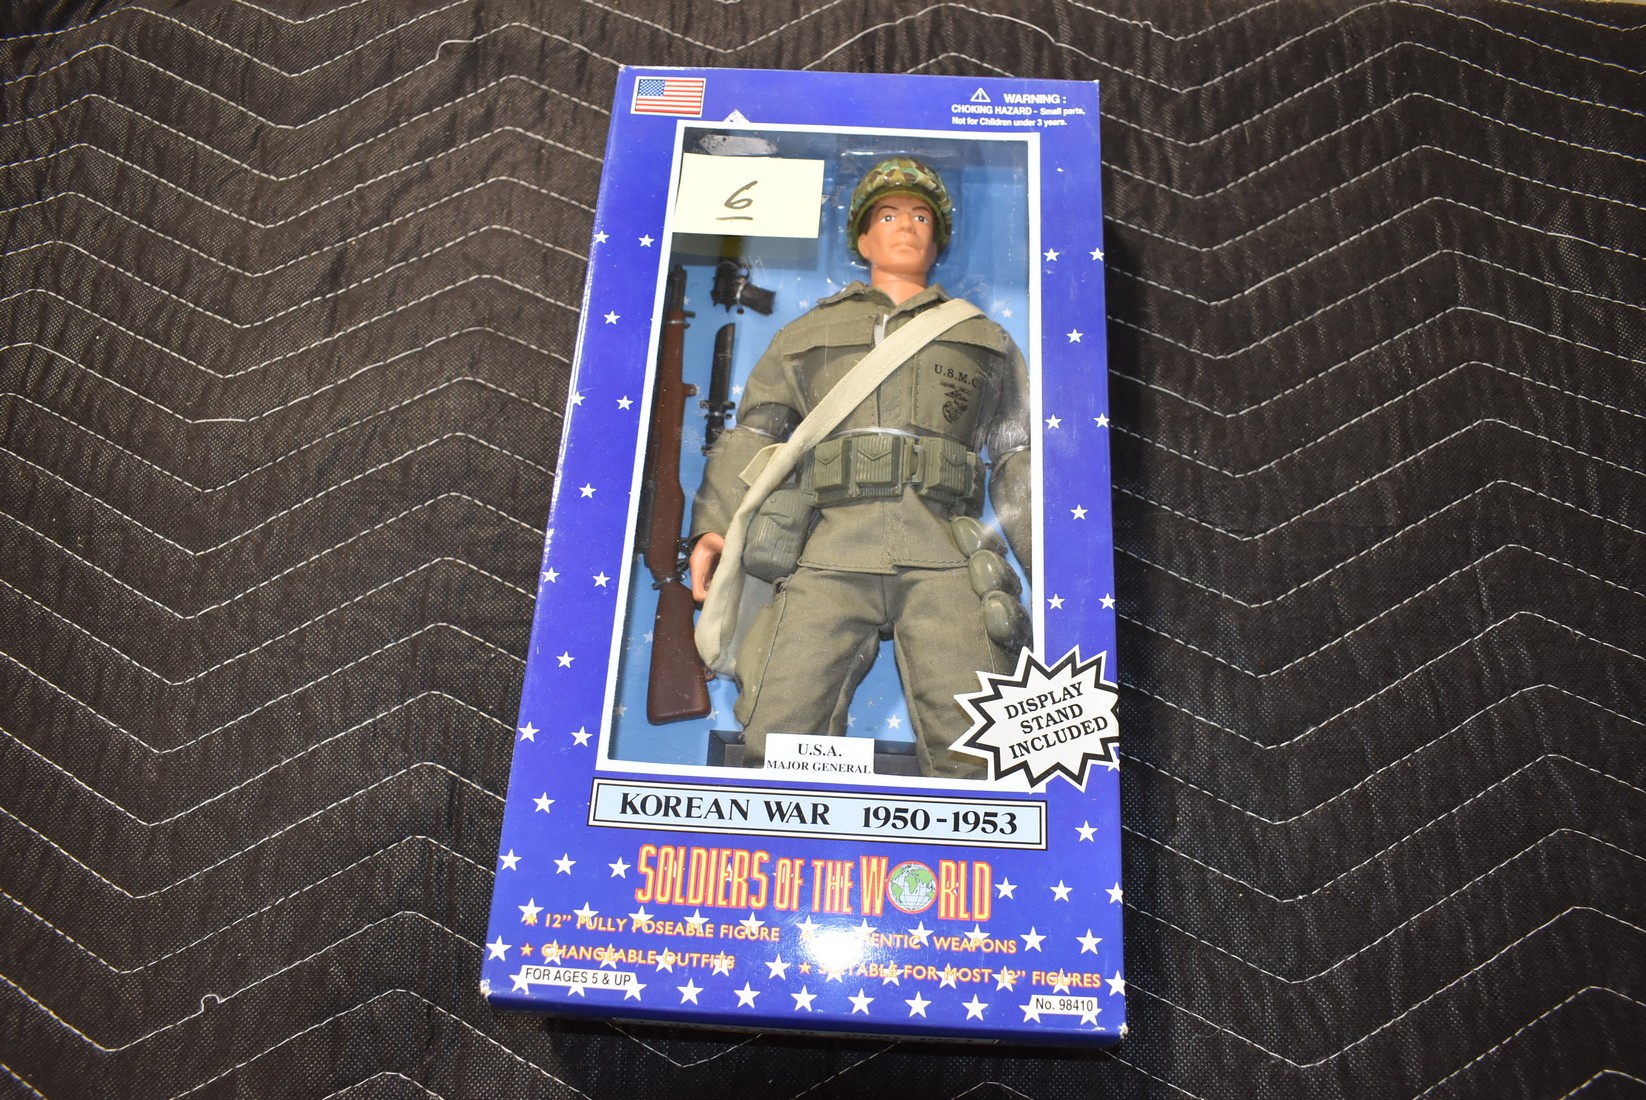 WARNING :
CHOKING HAZARD - Small parts,
Not for Children under 3 years.
6
U.S.M.C
DISPLAY
STAND
INCLUDED
U.S.A.
MAJOR GENERAL
KOREAN WAR 1950-1953
SOLDIERS OF THE WORLD
★ 12" FULLY POSEABLE FIGURE
WEAPONS
★ CHANGEABLE OUTFITS
★ SUITABLE FOR MOST 12" FIGURES
FOR AGES 5 & UP
No. 98410